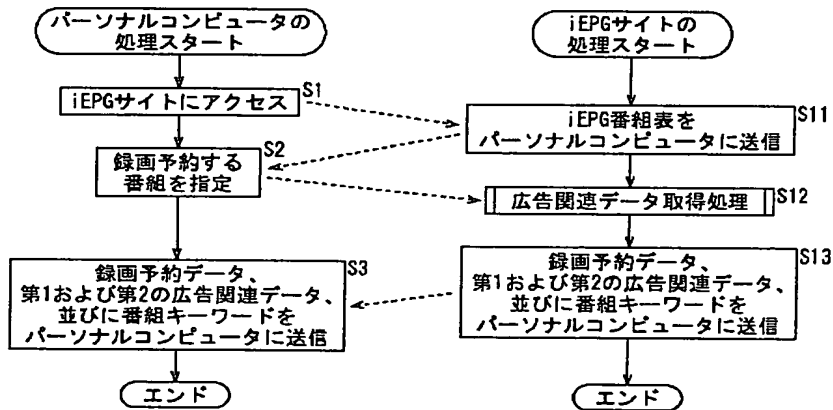 パーソナルコンピュータの
処理スタート
iEPGサイトにアクセス
S1
録画予約する
番組を指定
S2
録画予約データ、
第1および第2の広告関連データ、
並びに番組キーワードを
パーソナルコンピュータに送信
S3
エンド
iEPGサイトの
処理スタート
iEPG番組表を
パーソナルコンピュータに送信
S11
広告関連データ取得処理
S12
録画予約データ、
第1および第2の広告関連データ、
並びに番組キーワードを
パーソナルコンピュータに送信
S13
エンド